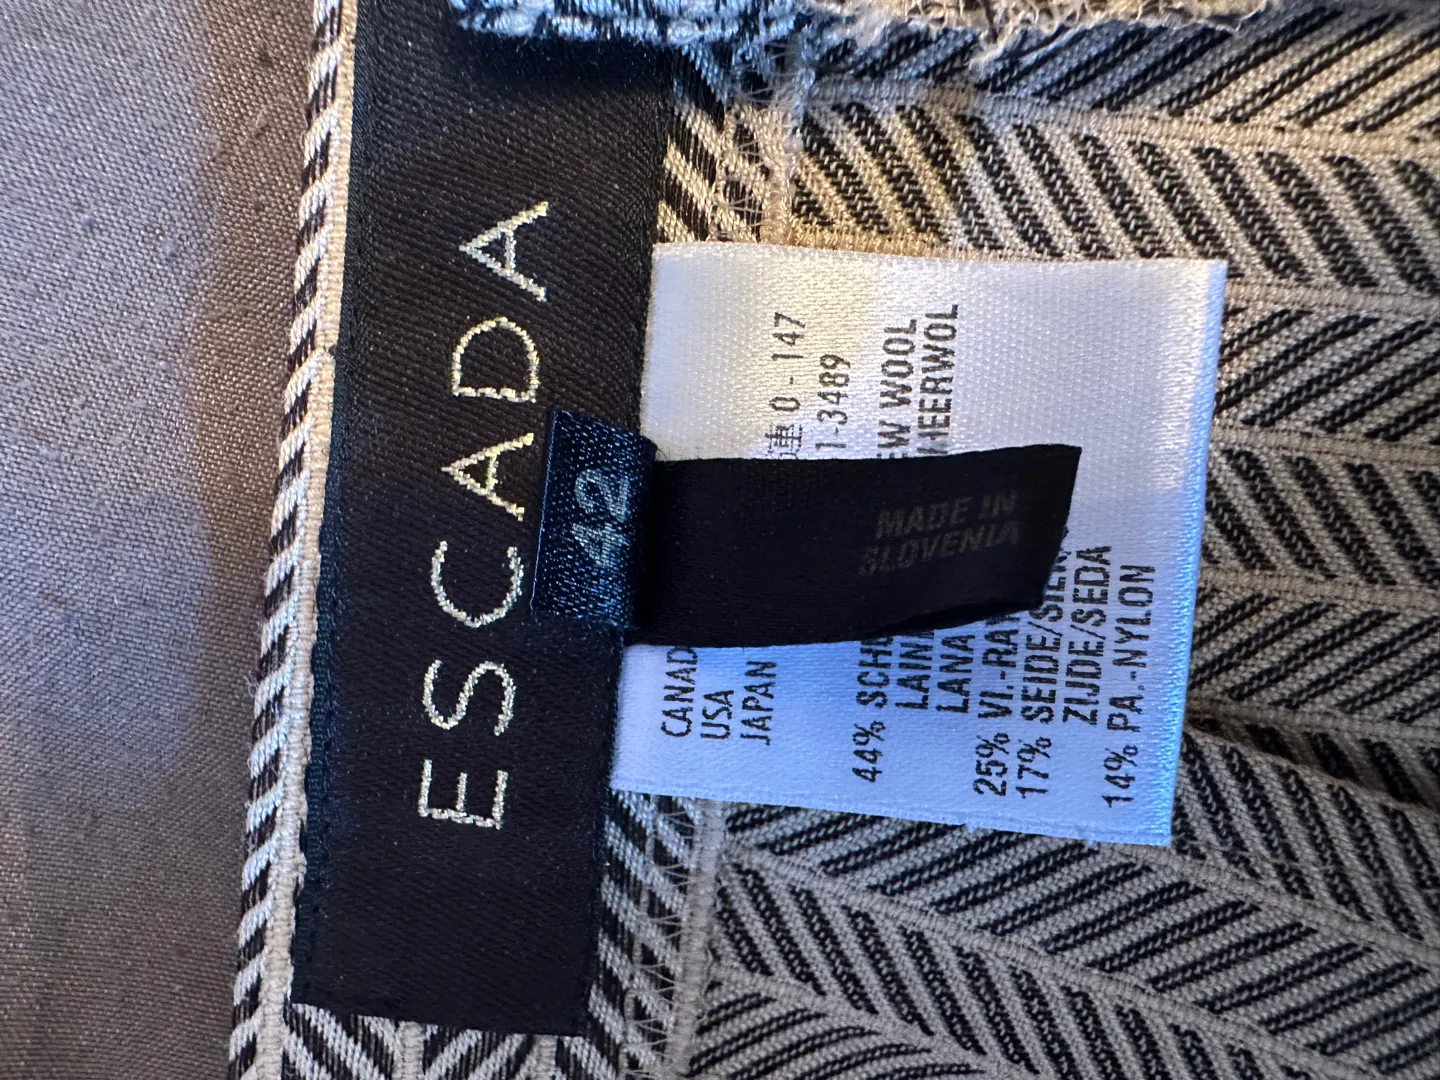 ESCADA
42
MADE IN
SLOVENIA
CANAD
USA
JAPAN 0-147
1-3489
44% SCH EW WOOL
LAIN HEERWOL
LANA
25% VI.-RA
17% SEIDE/SILK
ZIJDE/SEDA
14% PA.-NYLON